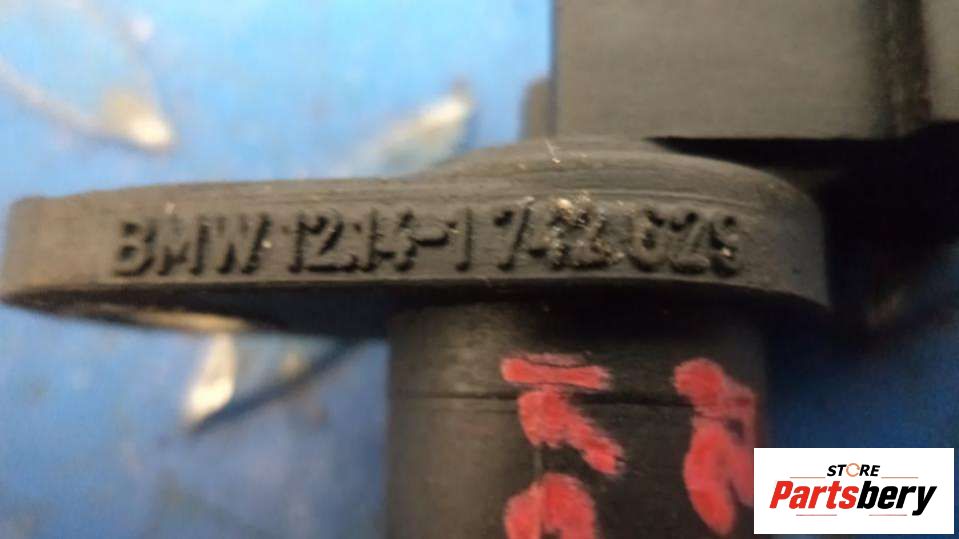 BMW 12.14-1 742 629
STORE
Partsbery